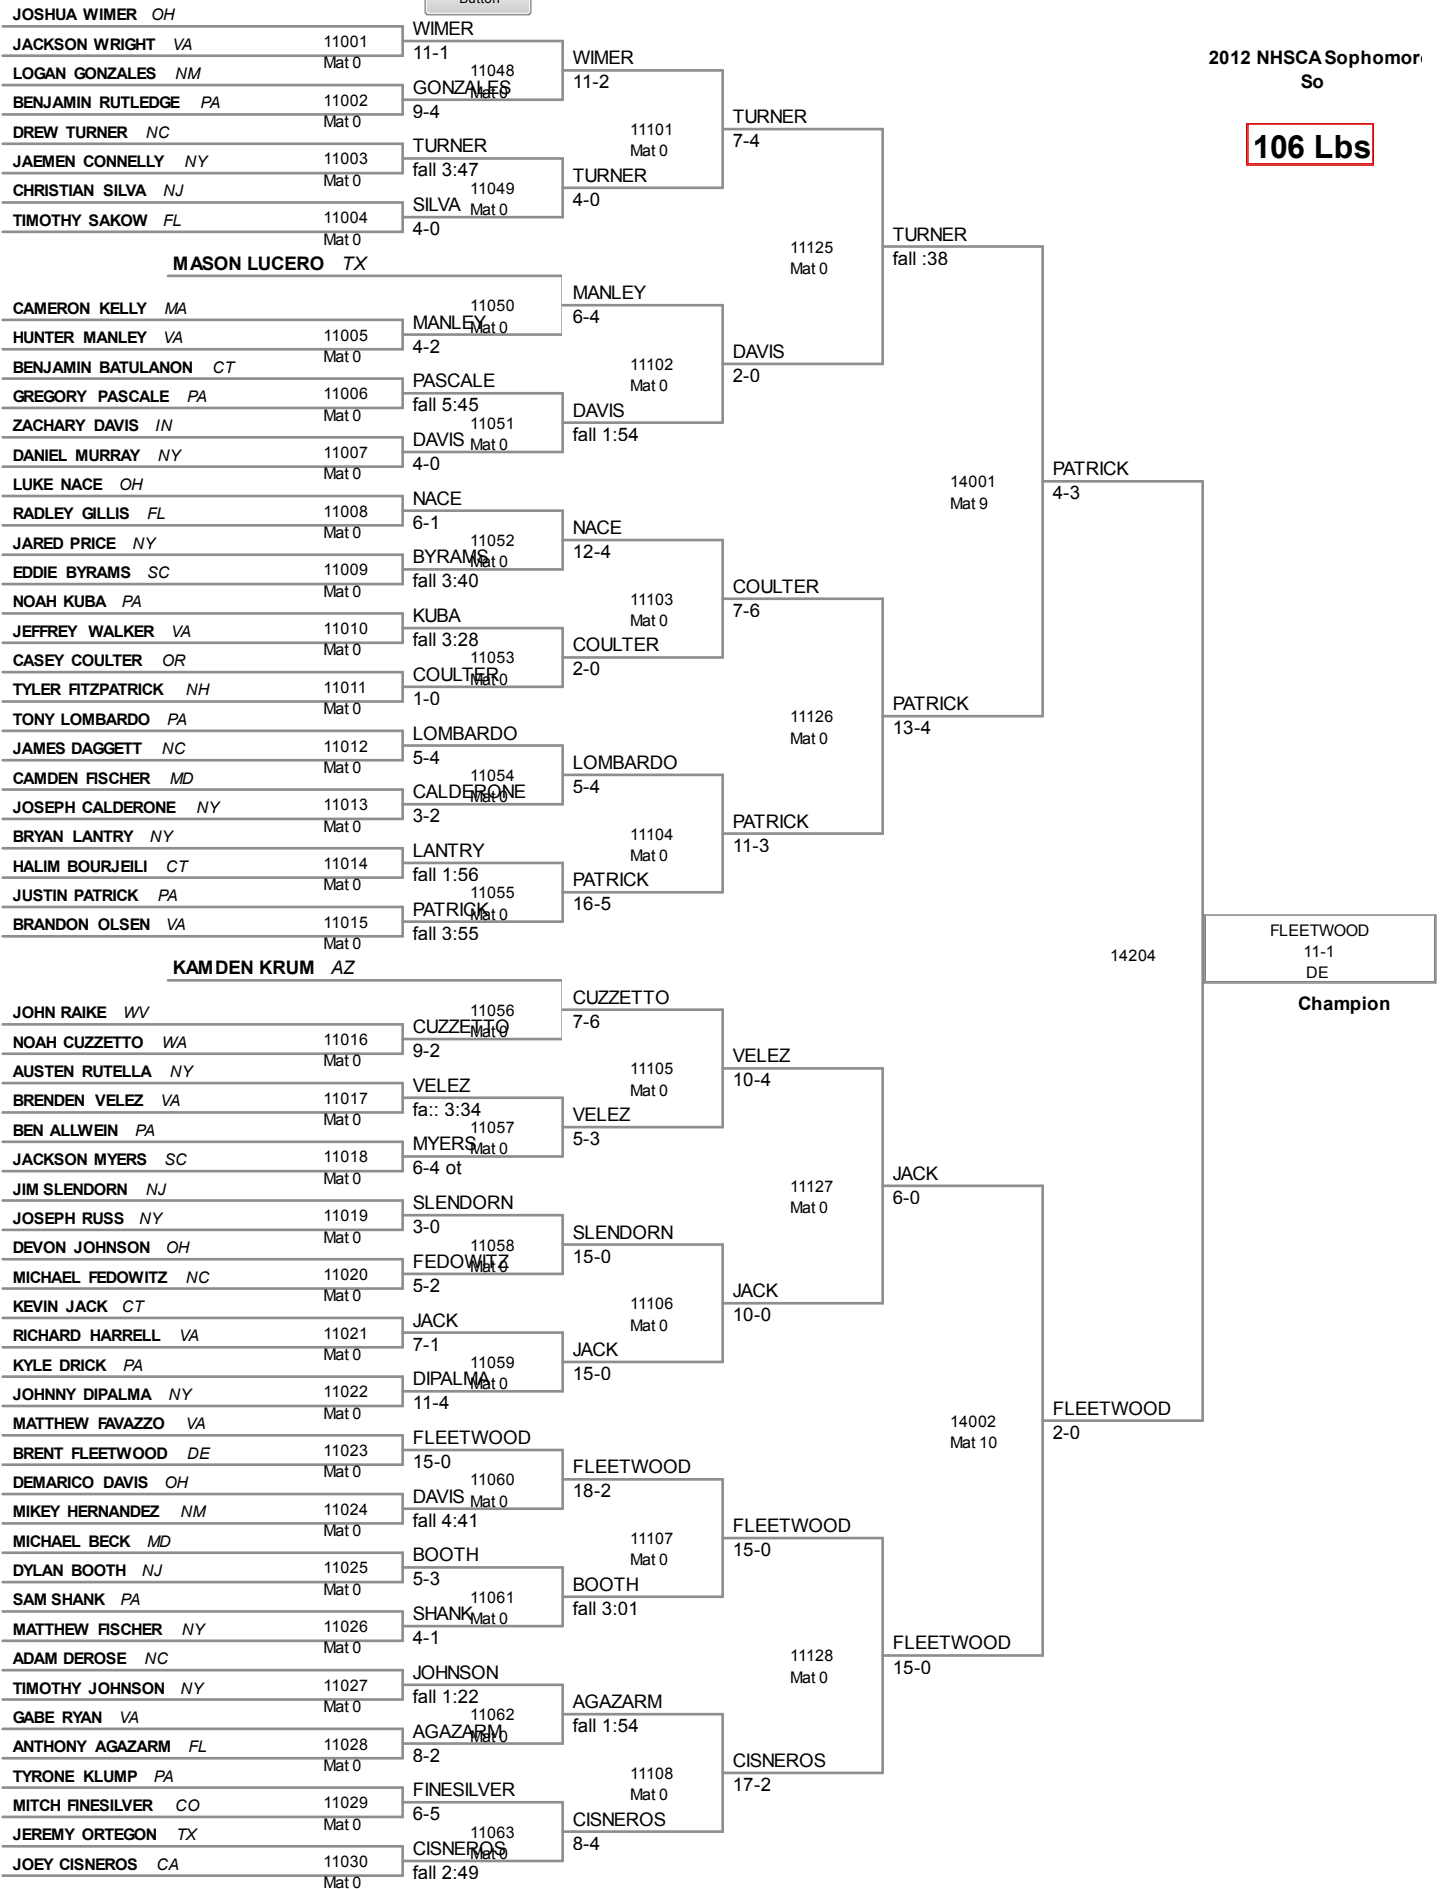 Button
2012 NHSCA Sophomor
So
106 Lbs
JOSHUA WIMER OH
JACKSON WRIGHT VA
LOGAN GONZALES NM
BENJAMIN RUTLEDGE PA
DREW TURNER NC
JAEMEN CONNELLY NY
CHRISTIAN SILVA NJ
TIMOTHY SAKOW FL
MASON LUCERO TX
CAMERON KELLY MA
HUNTER MANLEY VA
BENJAMIN BATULANON CT
GREGORY PASCALE PA
ZACHARY DAVIS IN
DANIEL MURRAY NY
LUKE NACE OH
RADLEY GILLIS FL
JARED PRICE NY
EDDIE BYRAMS SC
NOAH KUBA PA
JEFFREY WALKER VA
CASEY COULTER OR
TYLER FITZPATRICK NH
TONY LOMBARDO PA
JAMES DAGGETT NC
CAMDEN FISCHER MD
JOSEPH CALDERONE NY
BRYAN LANTRY NY
HALIM BOURJEILI CT
JUSTIN PATRICK PA
BRANDON OLSEN VA
KAMDEN KRUM AZ
JOHN RAIKE WV
NOAH CUZZETTO WA
AUSTEN RUTELLA NY
BRENDEN VELEZ VA
BEN ALLWEIN PA
JACKSON MYERS SC
JIM SLENDORN NJ
JOSEPH RUSS NY
DEVON JOHNSON OH
MICHAEL FEDOWITZ NC
KEVIN JACK CT
RICHARD HARRELL VA
KYLE DRICK PA
JOHNNY DIPALMA NY
MATTHEW FAVAZZO VA
BRENT FLEETWOOD DE
DEMARICO DAVIS OH
MIKEY HERNANDEZ NM
MICHAEL BECK MD
DYLAN BOOTH NJ
SAM SHANK PA
MATTHEW FISCHER NY
ADAM DEROSE NC
TIMOTHY JOHNSON NY
GABE RYAN VA
ANTHONY AGAZARM FL
TYRONE KLUMP PA
MITCH FINESILVER CO
JEREMY ORTEGON TX
JOEY CISNEROS CA
11001
Mat 0
11002
Mat 0
11003
Mat 0
11004
Mat 0
11005
Mat 0
11006
Mat 0
11007
Mat 0
11008
Mat 0
11009
Mat 0
11010
Mat 0
11011
Mat 0
11012
Mat 0
11013
Mat 0
11014
Mat 0
11015
Mat 0
11016
Mat 0
11017
Mat 0
11018
Mat 0
11019
Mat 0
11020
Mat 0
11021
Mat 0
11022
Mat 0
11023
Mat 0
11024
Mat 0
11025
Mat 0
11026
Mat 0
11027
Mat 0
11028
Mat 0
11029
Mat 0
11030
Mat 0
WIMER
11-1
GONZALES
9-4
TURNER
fall 3:47
SILVA
4-0
MANLEY
4-2
PASCALE
fall 5:45
DAVIS
4-0
NACE
6-1
BYRAMS
fall 3:40
KUBA
fall 3:28
COULTER
1-0
LOMBARDO
5-4
CALDERONE
3-2
LANTRY
fall 1:56
PATRICK
fall 3:55
CUZZETTO
9-2
VELEZ
fa:: 3:34
MYERS
6-4 ot
SLENDORN
3-0
FEDOWITZ
5-2
JACK
7-1
DIPALMA
11-4
FLEETWOOD
15-0
DAVIS
fall 4:41
BOOTH
5-3
SHANK
4-1
JOHNSON
fall 1:22
AGAZARM
8-2
FINESILVER
6-5
CISNEROS
fall 2:49
11048
Mat 0
11049
Mat 0
11050
Mat 0
11051
Mat 0
11052
Mat 0
11053
Mat 0
11054
Mat 0
11055
Mat 0
11056
Mat 0
11057
Mat 0
11058
Mat 0
11059
Mat 0
11060
Mat 0
11061
Mat 0
11062
Mat 0
11063
Mat 0
WIMER
11-2
TURNER
4-0
MANLEY
6-4
DAVIS
fall 1:54
NACE
12-4
COULTER
2-0
LOMBARDO
5-4
PATRICK
16-5
CUZZETTO
7-6
VELEZ
5-3
SLENDORN
15-0
JACK
15-0
FLEETWOOD
18-2
BOOTH
fall 3:01
AGAZARM
fall 1:54
CISNEROS
8-4
11101
Mat 0
11102
Mat 0
11103
Mat 0
11104
Mat 0
11105
Mat 0
11106
Mat 0
11107
Mat 0
11108
Mat 0
TURNER
7-4
DAVIS
2-0
COULTER
7-6
PATRICK
11-3
VELEZ
10-4
JACK
10-0
FLEETWOOD
15-0
CISNEROS
17-2
11125
Mat 0
11126
Mat 0
11127
Mat 0
11128
Mat 0
TURNER
fall :38
PATRICK
13-4
JACK
6-0
FLEETWOOD
15-0
14001
Mat 9
14002
Mat 10
PATRICK
4-3
FLEETWOOD
2-0
14204
FLEETWOOD
11-1
DE
Champion